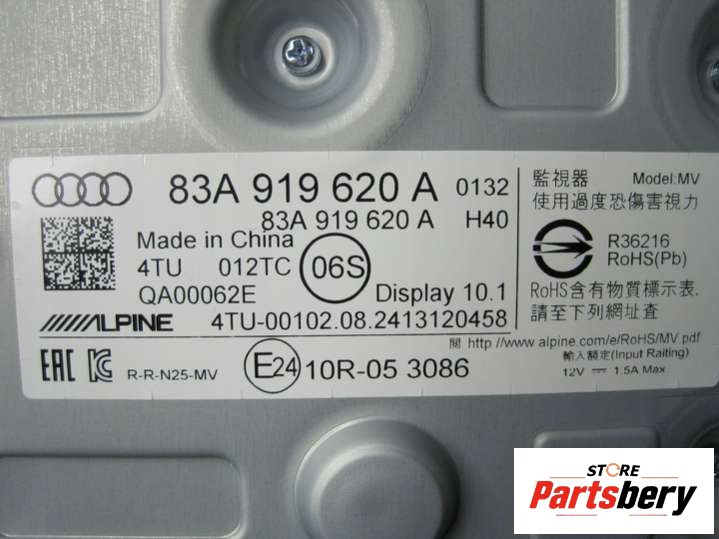 83A 919 620 A 0132
83A 919 620 A H40
Made in China
4TU 012TC
06S
QA00062E
Display 10.1
ALPINE 4TU-00102.08.2413120458
EAC KC R-R-N25-MV
E24 10R-05 3086
監視器 Model:MV
使用過度恐傷害視力
R36216
RoHS(Pb)
RoHS含有物質標示表.
請至下列網址查
閱 http://www.alpine.com/e/RoHS/MV.pdf
輸入額定(Input Raiting)
12V 1.5A Max
STORE
Partsbery